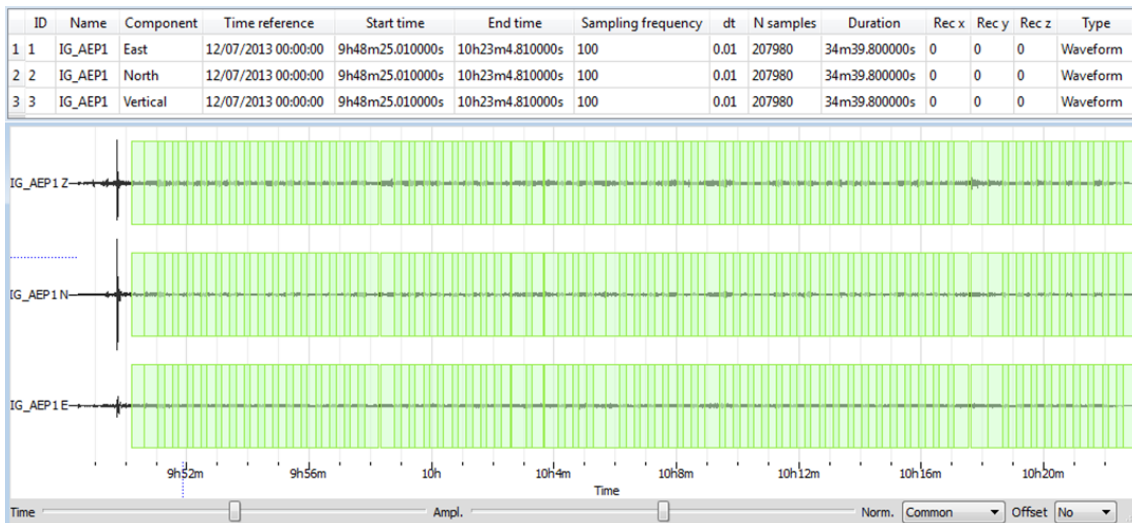 ID Name Component Time reference Start time End time Sampling frequency dt N samples Duration Rec x Rec y Rec z Type
1 1 IG_AEP1 East 12/07/2013 00:00:00 9h48m25.010000s 10h23m4.810000s 100 0.01 207980 34m39.800000s 0 0 0 Waveform
2 2 IG_AEP1 North 12/07/2013 00:00:00 9h48m25.010000s 10h23m4.810000s 100 0.01 207980 34m39.800000s 0 0 0 Waveform
3 3 IG_AEP1 Vertical 12/07/2013 00:00:00 9h48m25.010000s 10h23m4.810000s 100 0.01 207980 34m39.800000s 0 0 0 Waveform
IG_AEP1 Z
IG_AEP1 N
IG_AEP1 E
9h52m 9h56m 10h 10h4m 10h8m 10h12m 10h16m 10h20m
Time
Time Ampl. Norm. Common Offset No